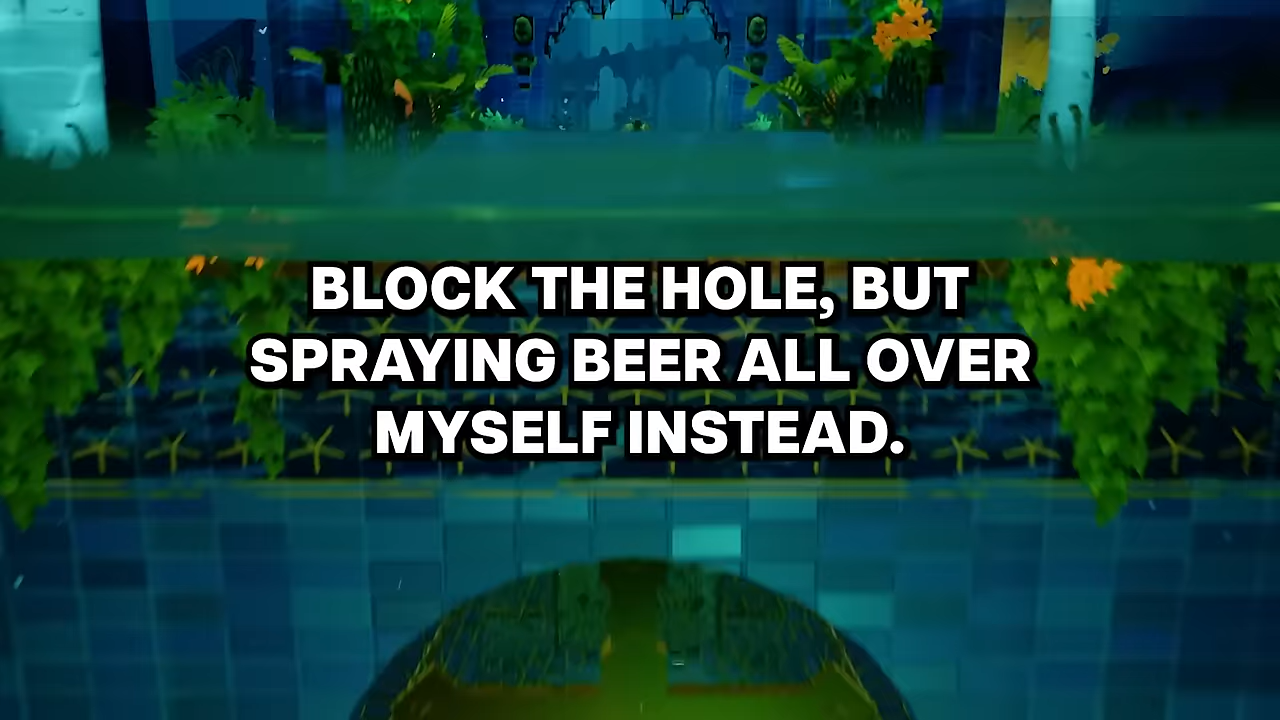 BLOCK THE HOLE, BUT
SPRAYING BEER ALL OVER
MYSELF INSTEAD.